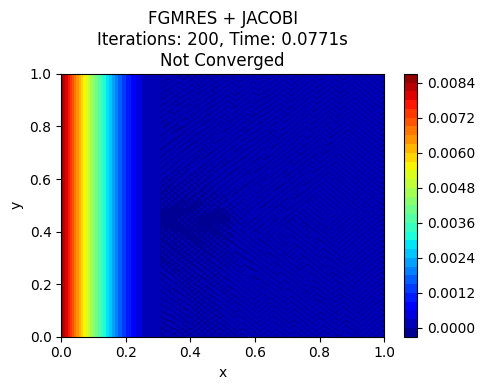 FGMRES + JACOBI
Iterations: 200, Time: 0.0771s
Not Converged
1.0
0.8
0.6
0.4
0.2
0.0
y
0.0 0.2 0.4 0.6 0.8 1.0
x
0.0084
0.0072
0.0060
0.0048
0.0036
0.0024
0.0012
0.0000